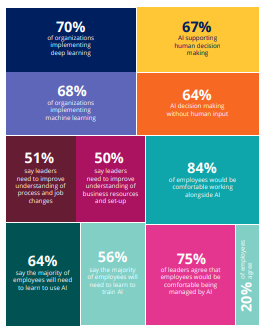 70%
of organizations
implementing
deep learning
67%
AI supporting
human decision
making
68%
of organizations
implementing
machine learning
64%
AI decision making
without human input
51%
say leaders
need to improve
understanding of
process and job
changes
50%
say leaders
need to improve
understanding of
business resources
and set-up
84%
of employees would be
comfortable working
alongside AI
64%
say the majority of
employees will need
to learn to use AI
56%
say the majority
of employees will
need to learn to
train AI
75%
of leaders agree that
employees would be
comfortable being
managed by AI
20% of employees
agree